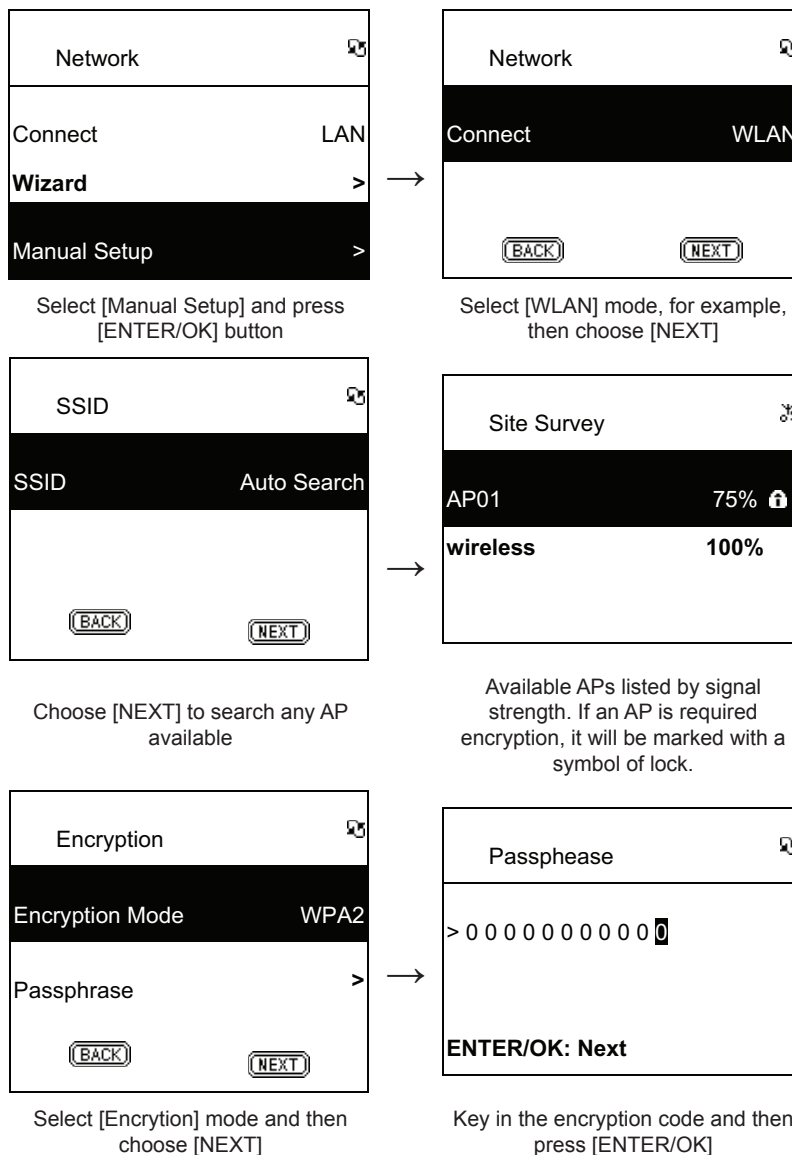 Network
Connect LAN
Wizard >
Manual Setup >
Select [Manual Setup] and press
[ENTER/OK] button
→
Network
Connect WLAN
BACK NEXT
Select [WLAN] mode, for example,
then choose [NEXT]
SSID
SSID Auto Search
BACK NEXT
Choose [NEXT] to search any AP
available
→
Site Survey
AP01 75%
wireless 100%
Available APs listed by signal
strength. If an AP is required
encryption, it will be marked with a
symbol of lock.
Encryption
Encryption Mode WPA2
Passphrase >
BACK NEXT
Select [Encrytion] mode and then
choose [NEXT]
→
Passphease
> 0 0 0 0 0 0 0 0 0 0 0
ENTER/OK: Next
Key in the encryption code and then
press [ENTER/OK]